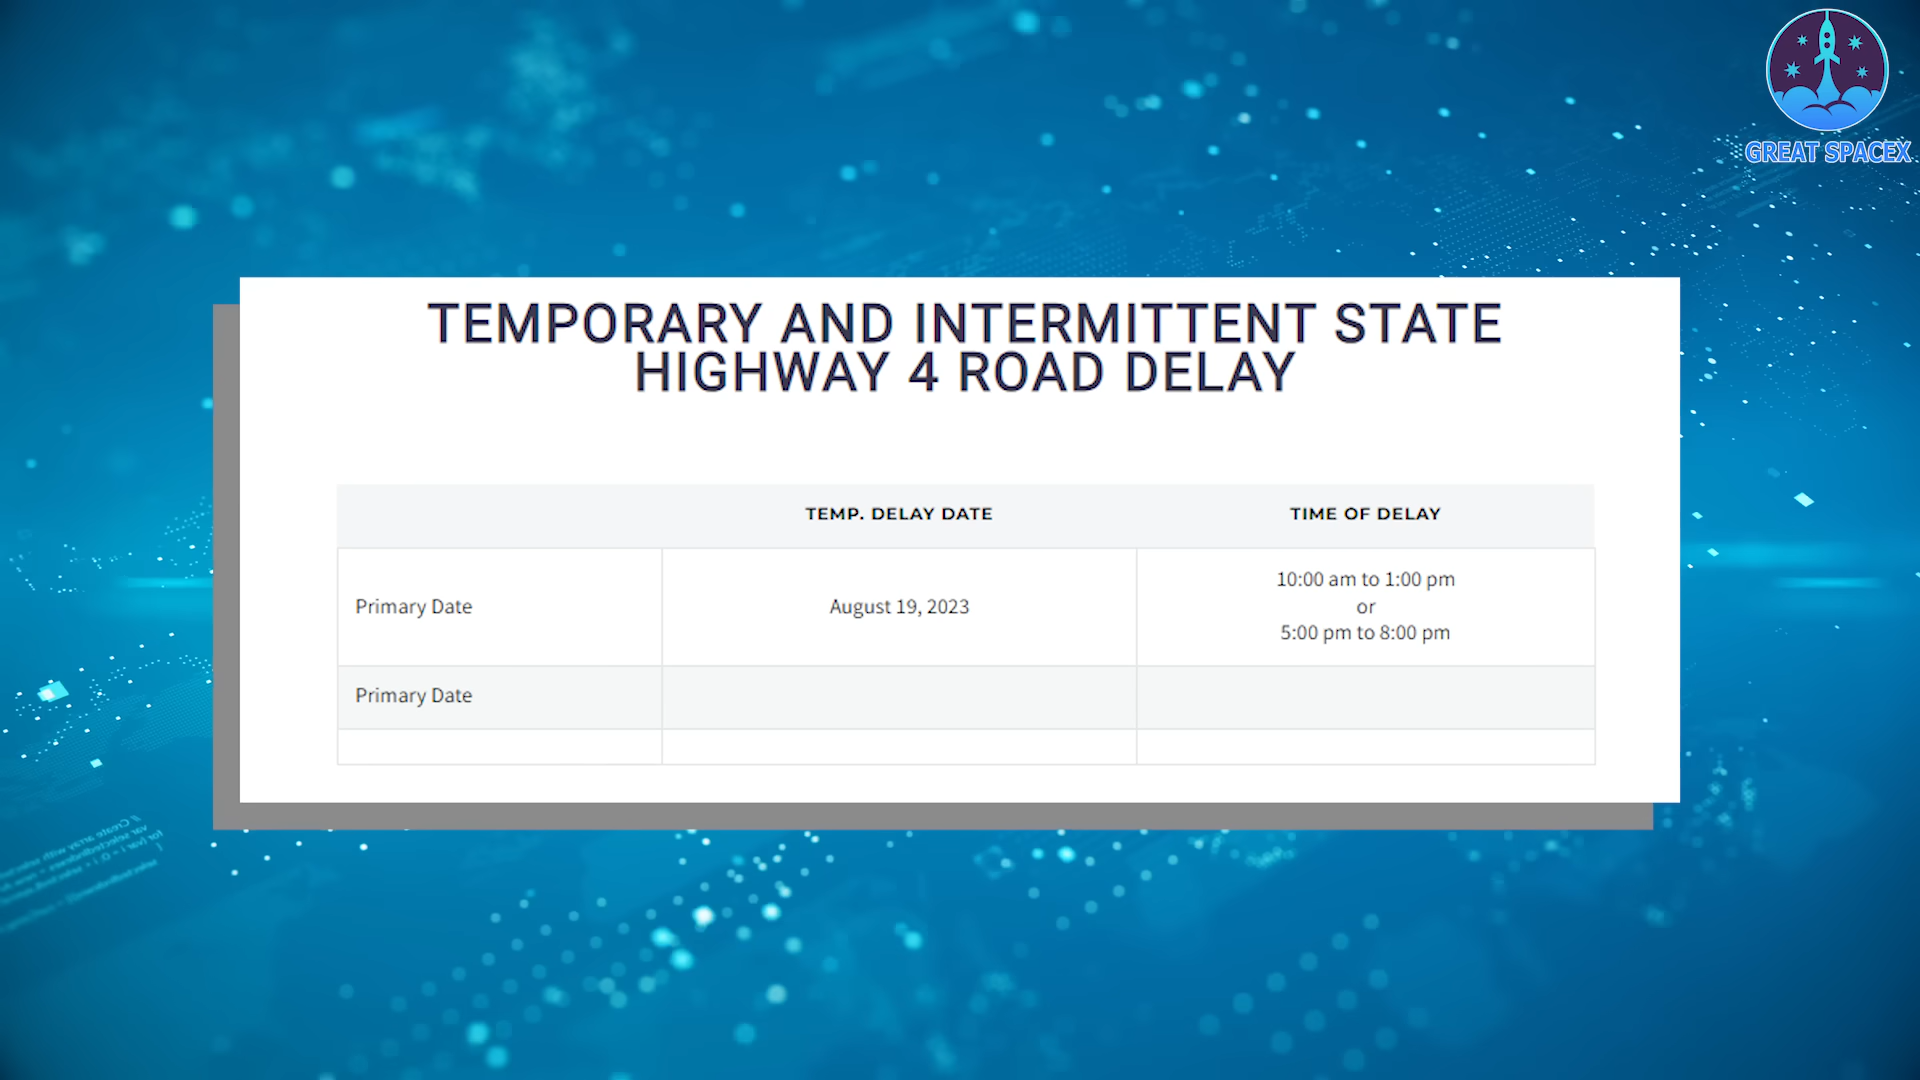 GREAT SPACEX
TEMPORARY AND INTERMITTENT STATE
HIGHWAY 4 ROAD DELAY
TEMP. DELAY DATE
TIME OF DELAY
Primary Date
August 19, 2023
10:00 am to 1:00 pm
or
5:00 pm to 8:00 pm
Primary Date